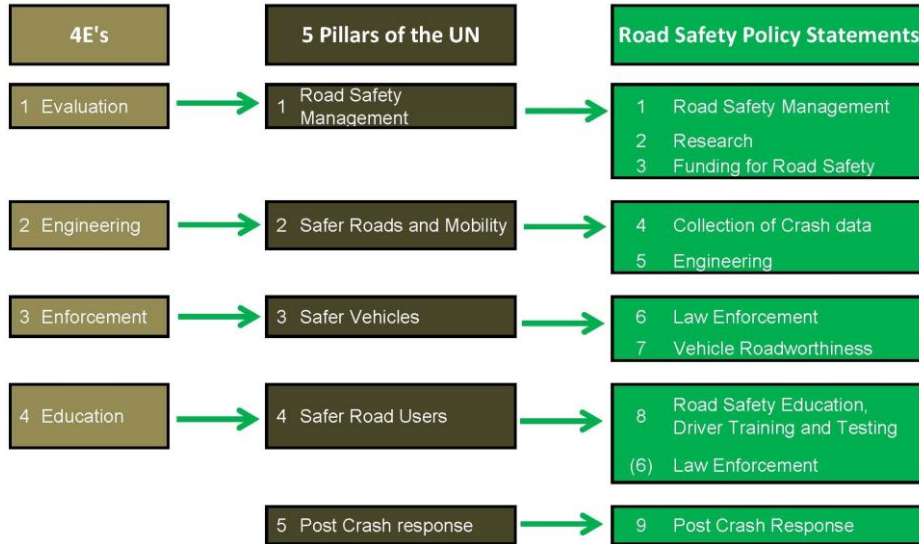 4E's
5 Pillars of the UN
Road Safety Policy Statements
1 Evaluation
1 Road Safety
Management
1 Road Safety Management
2 Research
3 Funding for Road Safety
2 Engineering
2 Safer Roads and Mobility
4 Collection of Crash data
5 Engineering
3 Enforcement
3 Safer Vehicles
6 Law Enforcement
7 Vehicle Roadworthiness
4 Education
4 Safer Road Users
8 Road Safety Education,
Driver Training and Testing
(6) Law Enforcement
5 Post Crash response
9 Post Crash Response